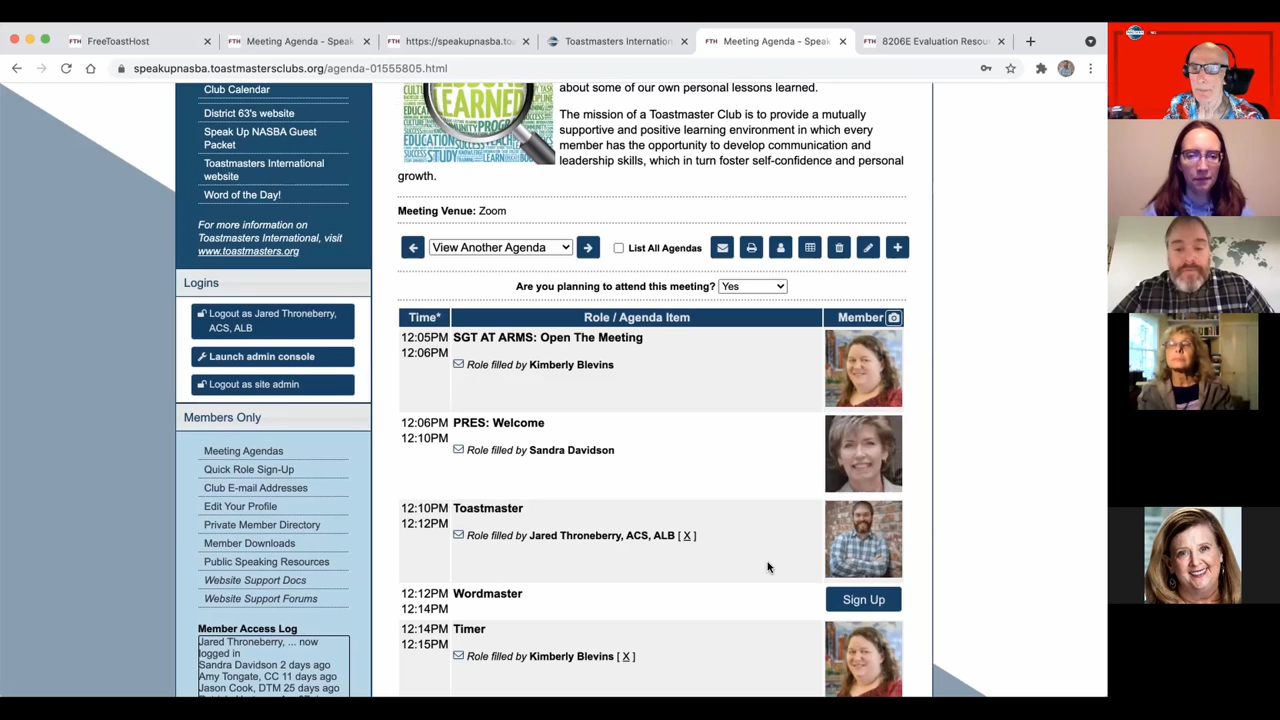 FTH FreeToastHost
FTH Meeting Agenda - Speak
FTH https://speakupnasba.to
Toastmasters Internation
FTH Meeting Agenda - Speak
FTH 8206E Evaluation Resou
speakupnasba.toastmastersclubs.org/agenda-01555805.html
Club Calendar
District 63's website
Speak Up NASBA Guest
Packet
Toastmasters International
website
Word of the Day!
For more information on
Toastmasters International, visit
www.toastmasters.org
Logins
Logout as Jared Throneberry,
ACS, ALB
Launch admin console
Logout as site admin
Members Only
Meeting Agendas
Quick Role Sign-Up
Club E-mail Addresses
Edit Your Profile
Private Member Directory
Member Downloads
Public Speaking Resources
Website Support Docs
Website Support Forums
Member Access Log
Jared Throneberry, ... now
logged in
Sandra Davidson 2 days ago
Amy Tongate, CC 11 days ago
Jason Cook, DTM 25 days ago
LEARNED
EDUCATION
STUDY
about some of our own personal lessons learned.
The mission of a Toastmaster Club is to provide a mutually
supportive and positive learning environment in which every
member has the opportunity to develop communication and
leadership skills, which in turn foster self-confidence and personal
growth.
Meeting Venue: Zoom
View Another Agenda
List All Agendas
Are you planning to attend this meeting? Yes
Time* Role / Agenda Item Member
12:05PM SGT AT ARMS: Open The Meeting
12:06PM
Role filled by Kimberly Blevins
12:06PM PRES: Welcome
12:10PM
Role filled by Sandra Davidson
12:10PM Toastmaster
12:12PM
Role filled by Jared Throneberry, ACS, ALB [ X ]
12:12PM Wordmaster
12:14PM
Sign Up
12:14PM Timer
12:15PM
Role filled by Kimberly Blevins [ X ]